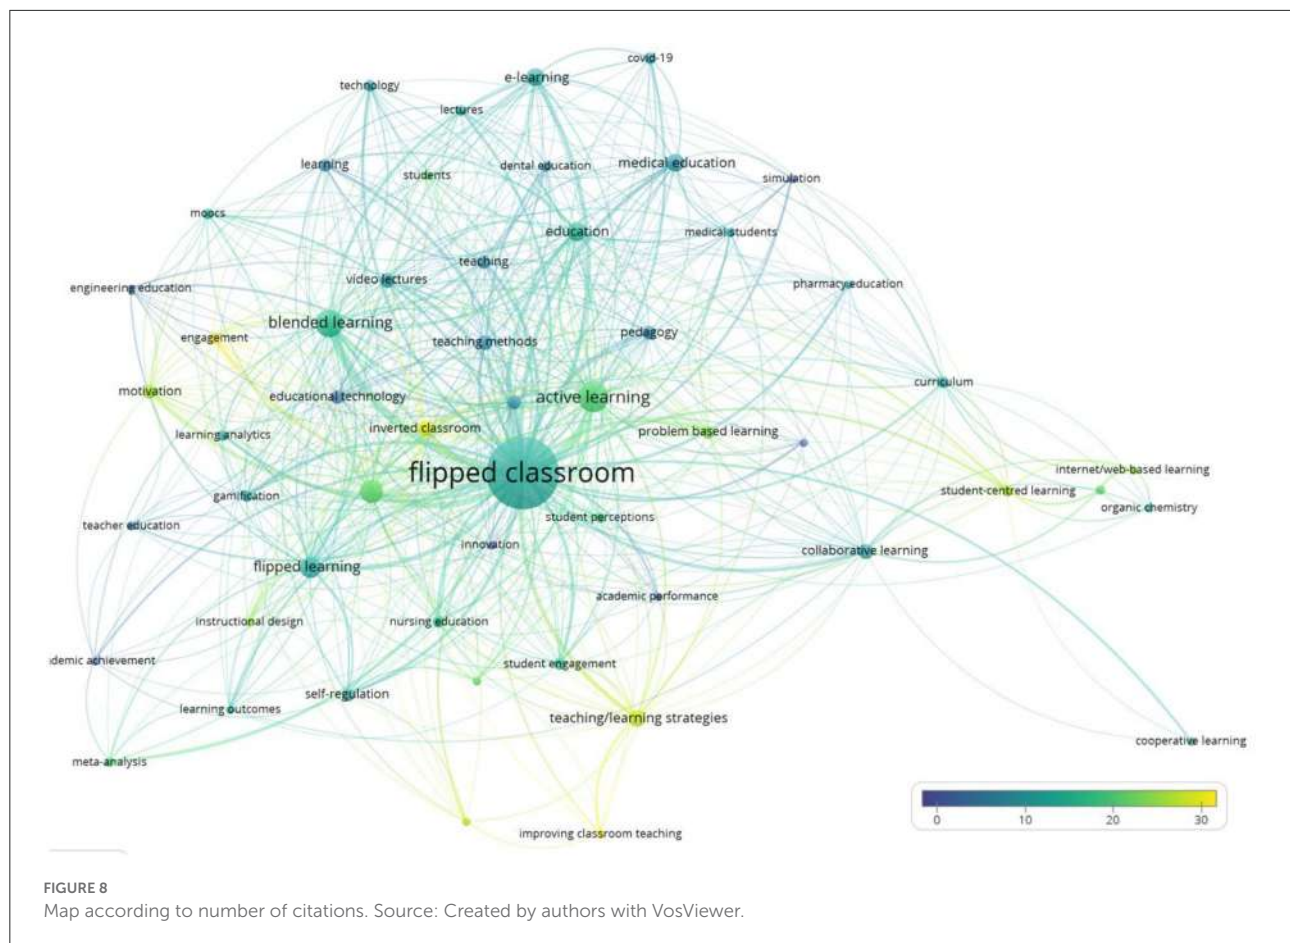 covid-19
e-learning
technology
lectures
learning
dental education
medical education
students
simulation
moocs
education
medical students
teaching
video lectures
engineering education
pharmacy education
blended learning
engagement
teaching methods
pedagogy
motivation
educational technology
active learning
curriculum
learning analytics
inverted classroom
problem based learning
flipped classroom
internet/web-based learning
student-centred learning
gamification
organic chemistry
teacher education
student perceptions
innovation
collaborative learning
flipped learning
academic performance
instructional design
nursing education
demic achievement
student engagement
self-regulation
learning outcomes
teaching/learning strategies
cooperative learning
meta-analysis
improving classroom teaching
0 10 20 30
FIGURE 8
Map according to number of citations. Source: Created by authors with VosViewer.